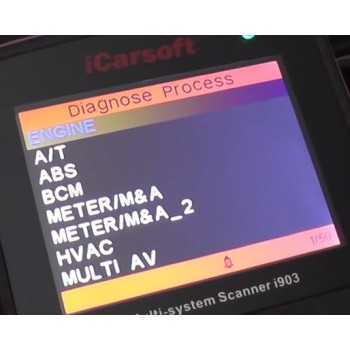 iCarsoft
Diagnose Process
ENGINE
A/T
ABS
BCM
METER/M&A
METER/M&A_2
HVAC
MULTI AV
1/50
Multi-system Scanner i903